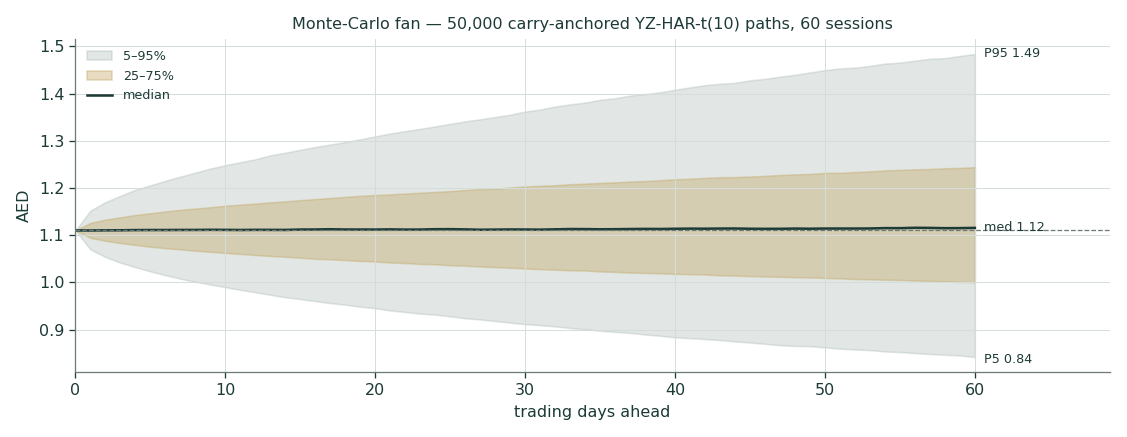 Monte-Carlo fan — 50,000 carry-anchored YZ-HAR-t(10) paths, 60 sessions
5–95%
25–75%
median
AED
1.5
1.4
1.3
1.2
1.1
1.0
0.9
P95 1.49
med 1.12
P5 0.84
0 10 20 30 40 50 60
trading days ahead